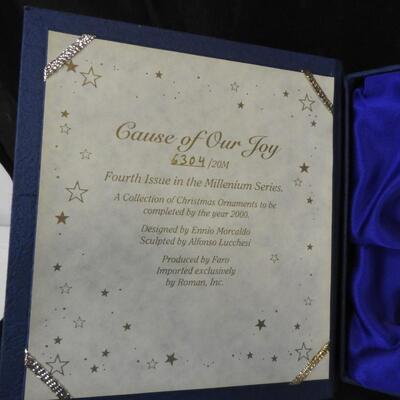 Cause of Our Joy
6304/20M
Fourth Issue in the Millenium Series.
A Collection of Christmas Ornaments to be
completed by the year 2000.
Designed by Ennio Morcaldo
Sculpted by Alfonso Lucchesi
Produced by Faro
Imported exclusively
by Roman, Inc.